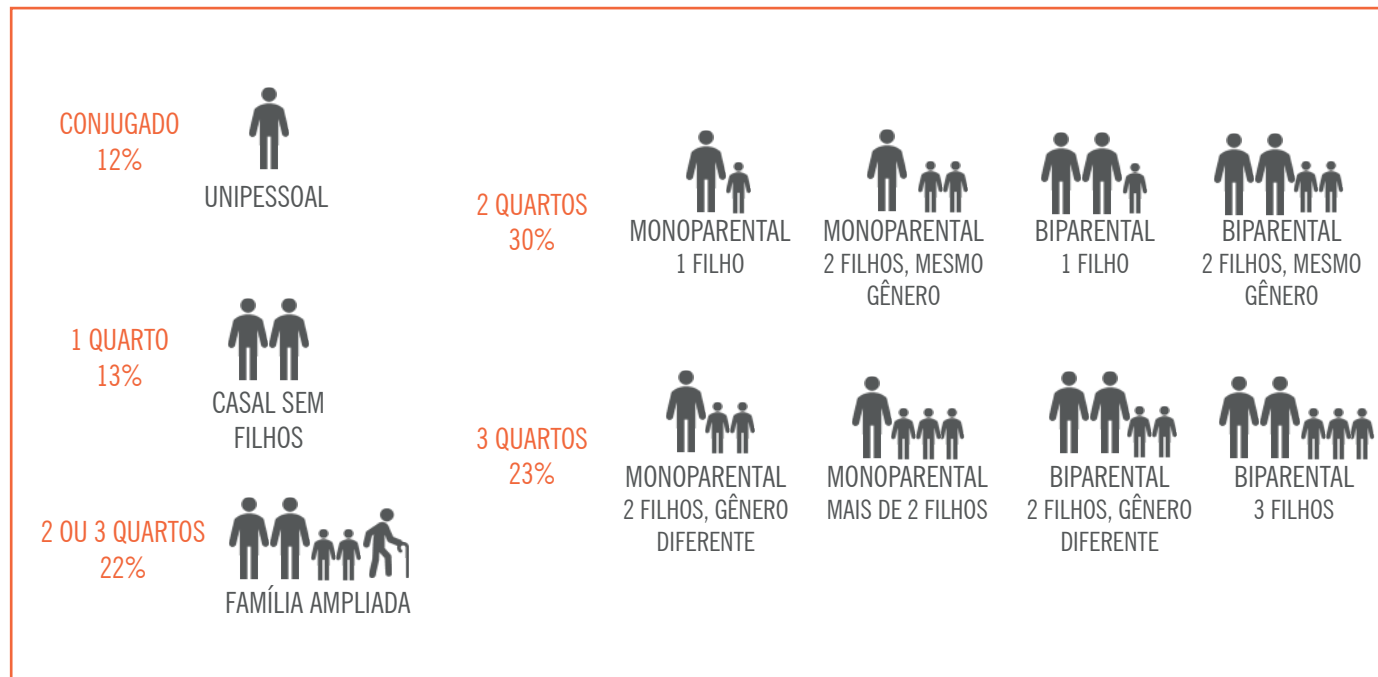 CONJUGADO
12%
UNIPESSOAL
1 QUARTO
13%
CASAL SEM
FILHOS
2 OU 3 QUARTOS
22%
FAMÍLIA AMPLIADA
2 QUARTOS
30%
MONOPARENTAL
1 FILHO
MONOPARENTAL
2 FILHOS, MESMO
GÊNERO
BIPARENTAL
1 FILHO
BIPARENTAL
2 FILHOS, MESMO
GÊNERO
3 QUARTOS
23%
MONOPARENTAL
2 FILHOS, GÊNERO
DIFERENTE
MONOPARENTAL
MAIS DE 2 FILHOS
BIPARENTAL
2 FILHOS, GÊNERO
DIFERENTE
BIPARENTAL
3 FILHOS